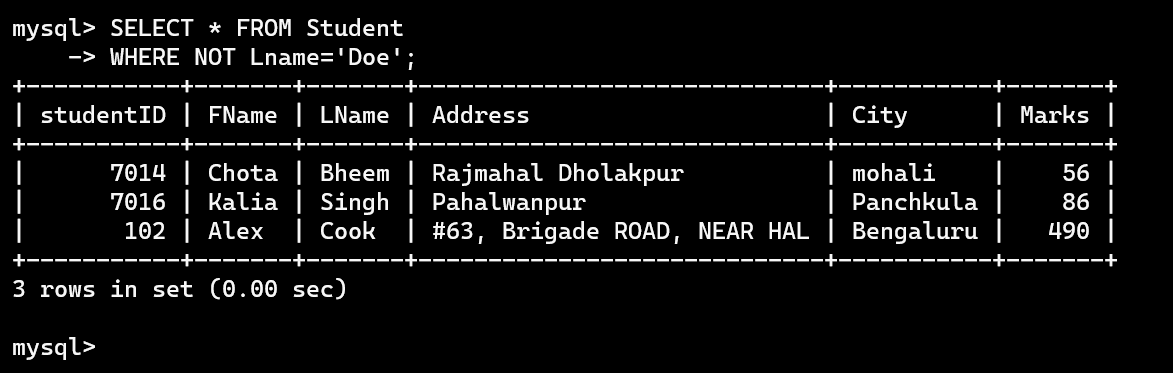 mysql> SELECT * FROM Student
    -> WHERE NOT Lname='Doe';
+-----------+-------+-------+-----------------------------+-----------+-------+
| studentID | FName | LName | Address                     | City      | Marks |
+-----------+-------+-------+-----------------------------+-----------+-------+
|      7014 | Chota | Bheem | Rajmahal Dholakpur          | mohali    |    56 |
|      7016 | Kalia | Singh | Pahalwanpur                 | Panchkula |    86 |
|       102 | Alex  | Cook  | #63, Brigade ROAD, NEAR HAL | Bengaluru |   490 |
+-----------+-------+-------+-----------------------------+-----------+-------+
3 rows in set (0.00 sec)
mysql>